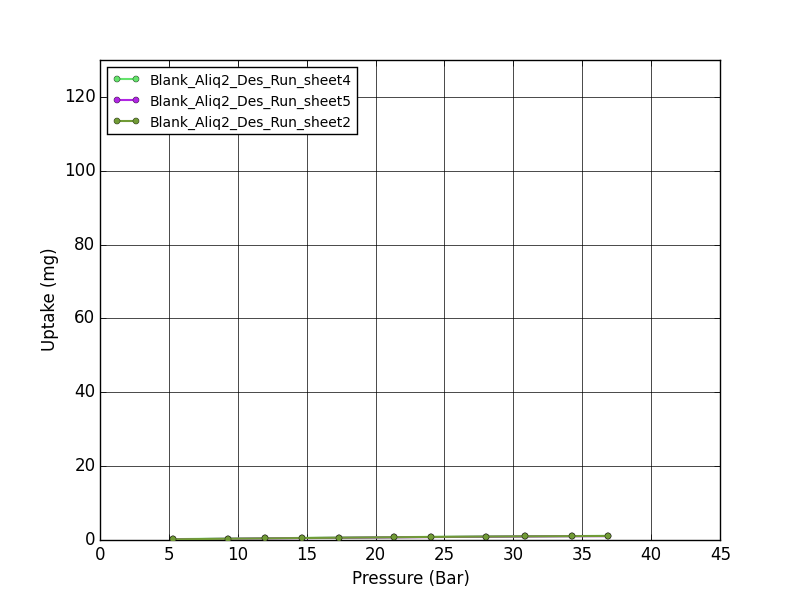 Blank_Aliq2_Des_Run_sheet4
Blank_Aliq2_Des_Run_sheet5
Blank_Aliq2_Des_Run_sheet2
120
100
80
60
40
20
0
Uptake (mg)
0 5 10 15 20 25 30 35 40 45
Pressure (Bar)